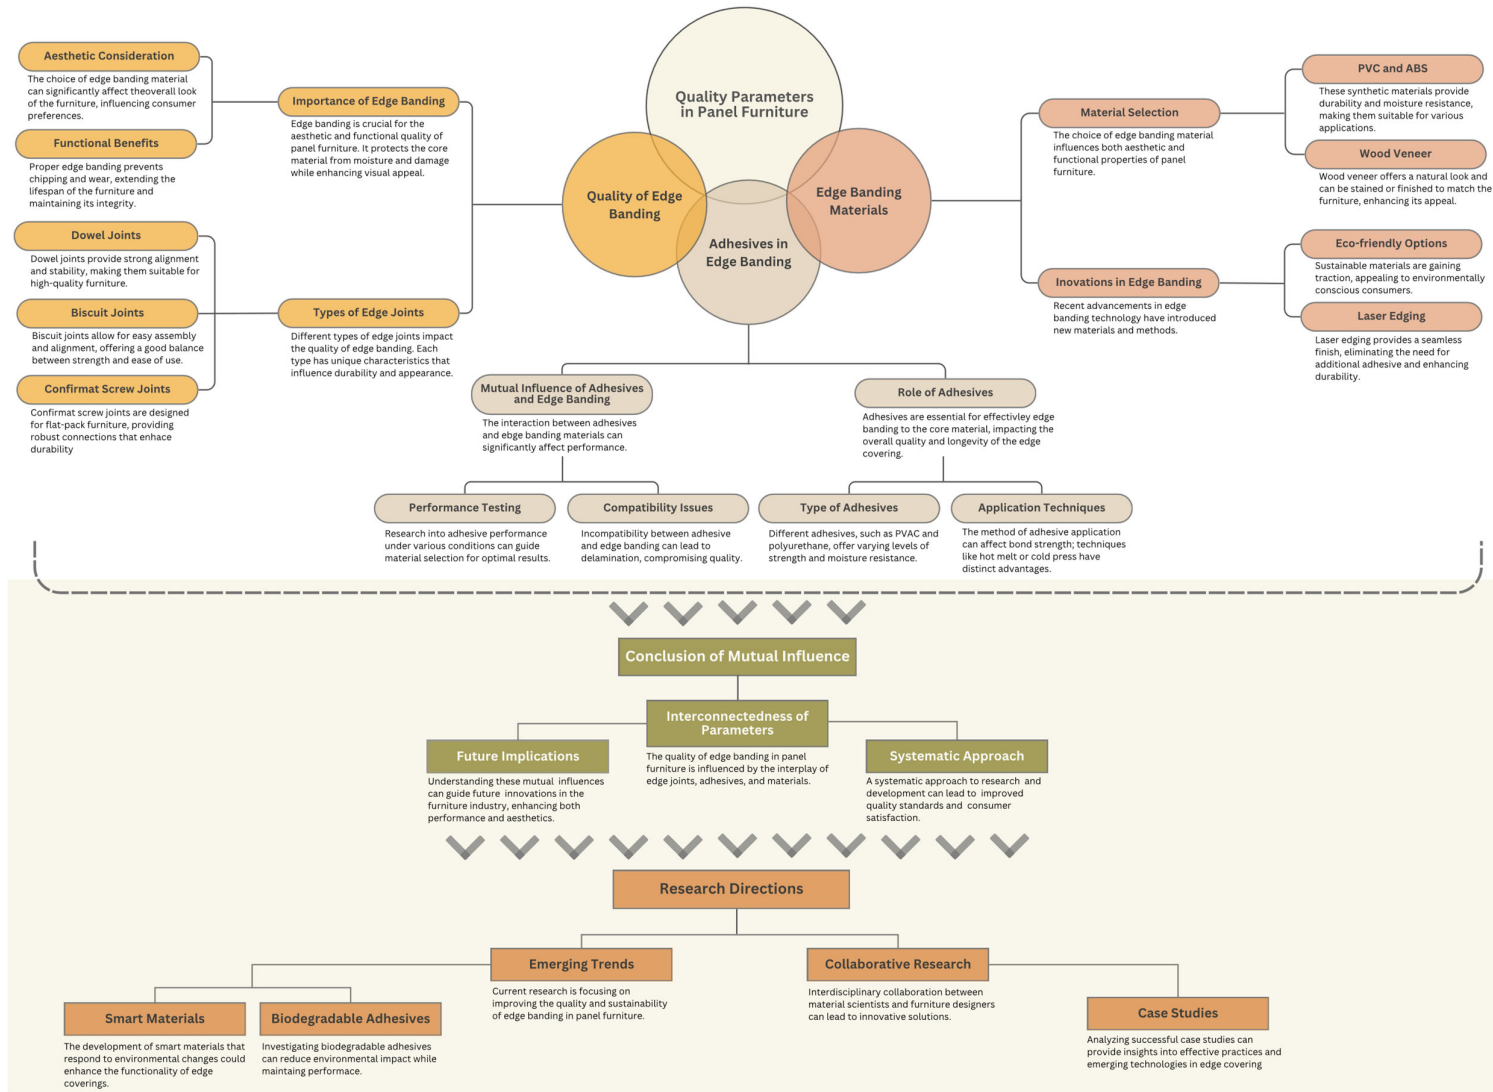 Quality Parameters
in Panel Furniture
Quality of Edge
Banding
Edge Banding
Materials
Adhesives in
Edge Banding
Importance of Edge Banding
Edge banding is crucial for the
aesthetic and functional quality of
panel furniture. It protects the core
material from moisture and damage
while enhancing visual appeal.
Aesthetic Consideration
The choice of edge banding material
can significantly affect theoverall look
of the furniture, influencing consumer
preferences.
Functional Benefits
Proper edge banding prevents
chipping and wear, extending the
lifespan of the furniture and
maintaining its integrity.
Types of Edge Joints
Different types of edge joints impact
the quality of edge banding. Each
type has unique characteristics that
influence durability and appearance.
Dowel Joints
Dowel joints provide strong alignment
and stability, making them suitable for
high-quality furniture.
Biscuit Joints
Biscuit joints allow for easy assembly
and alignment, offering a good balance
between strength and ease of use.
Confirmat Screw Joints
Confirmat screw joints are designed
for flat-pack furniture, providing
robust connections that enhace
durability
Material Selection
The choice of edge banding material
influences both aesthetic and
functional properties of panel
furniture.
PVC and ABS
These synthetic materials provide
durability and moisture resistance,
making them suitable for various
applications.
Wood Veneer
Wood veneer offers a natural look and
can be stained or finished to match the
furniture, enhancing its appeal.
Inovations in Edge Banding
Recent advancements in edge
banding technology have introduced
new materials and methods.
Eco-friendly Options
Sustainable materials are gaining
traction, appealing to environmentally
conscious consumers.
Laser Edging
Laser edging provides a seamless
finish, eliminating the need for
additional adhesive and enhancing
durability.
Mutual Influence of Adhesives
and Edge Banding
The interaction between adhesives
and ebge banding materials can
significantly affect performance.
Performance Testing
Research into adhesive performance
under various conditions can guide
material selection for optimal results.
Compatibility Issues
Incompatibility between adhesive
and edge banding can lead to
delamination, compromising quality.
Role of Adhesives
Adhesives are essential for effectivley edge
banding to the core material, impacting the
overall quality and longevity of the edge
covering.
Type of Adhesives
Different adhesives, such as PVAC and
polyurethane, offer varying levels of
strength and moisture resistance.
Application Techniques
The method of adhesive application
can affect bond strength; techniques
like hot melt or cold press have
distinct advantages.
Conclusion of Mutual Influence
Interconnectedness of
Parameters
The quality of edge banding in panel
furniture is influenced by the interplay of
edge joints, adhesives, and materials.
Future Implications
Understanding these mutual influences
can guide future innovations in the
furniture industry, enhancing both
performance and aesthetics.
Systematic Approach
A systematic approach to research and
development can lead to improved
quality standards and consumer
satisfaction.
Research Directions
Emerging Trends
Current research is focusing on
improving the quality and sustainability
of edge banding in panel furniture.
Smart Materials
The development of smart materials that
respond to environmental changes could
enhance the functionality of edge
coverings.
Biodegradable Adhesives
Investigating biodegradable adhesives
can reduce environmental impact while
maintaing performace.
Collaborative Research
Interdisciplinary collaboration between
material scientists and furniture designers
can lead to innovative solutions.
Case Studies
Analyzing successful case studies can
provide insights into effective practices and
emerging technologies in edge covering